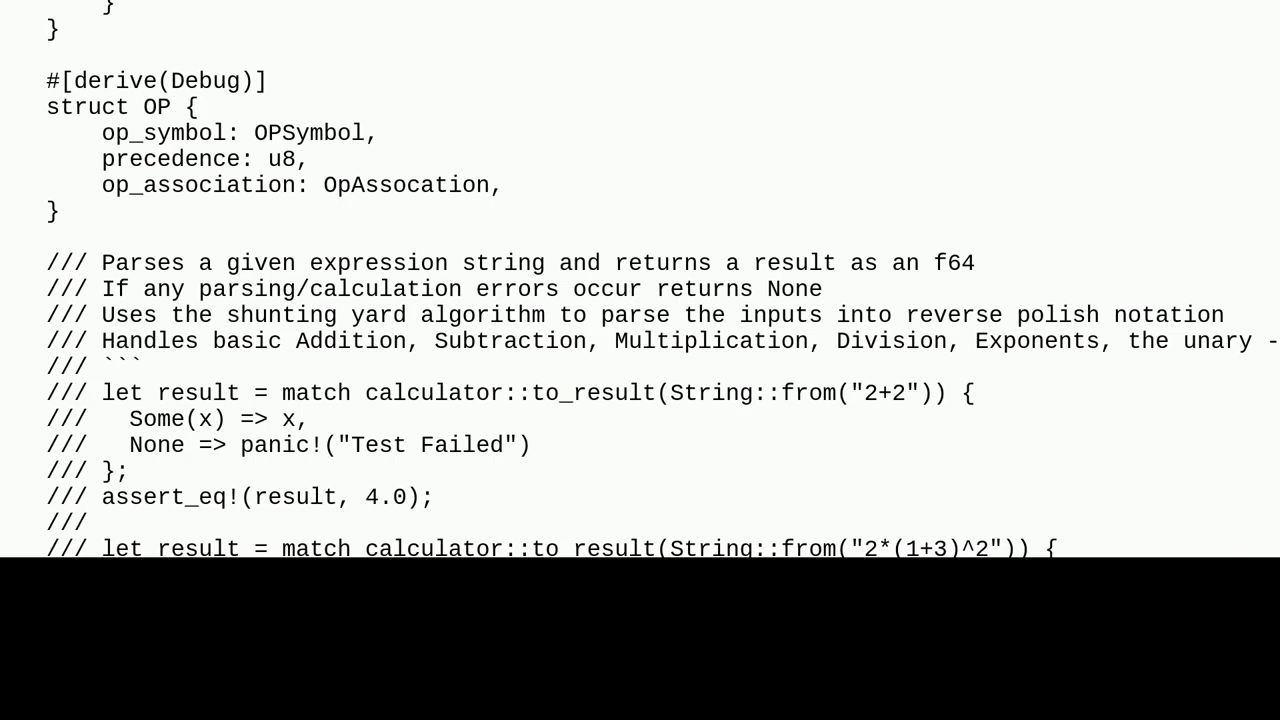 }
}

#[derive(Debug)]
struct OP {
    op_symbol: OPSymbol,
    precedence: u8,
    op_association: OpAssocation,
}

/// Parses a given expression string and returns a result as an f64
/// If any parsing/calculation errors occur returns None
/// Uses the shunting yard algorithm to parse the inputs into reverse polish notation
/// Handles basic Addition, Subtraction, Multiplication, Division, Exponents, the unary -
/// ```
/// let result = match calculator::to_result(String::from("2+2")) {
///   Some(x) => x,
///   None => panic!("Test Failed")
/// };
/// assert_eq!(result, 4.0);
///
/// let result = match calculator::to_result(String::from("2*(1+3)^2")) {